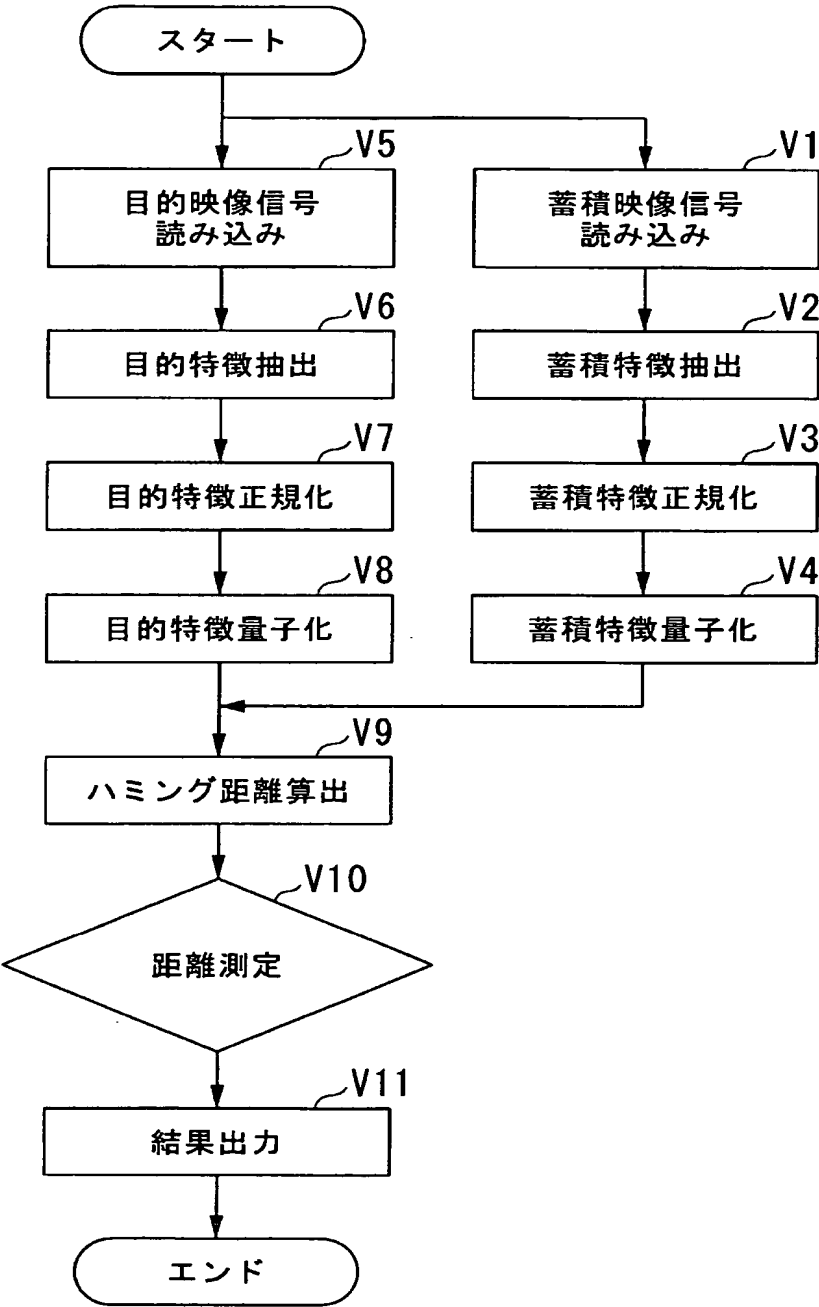 スタート
V5
目的映像信号
読み込み
V1
蓄積映像信号
読み込み
V6
目的特徴抽出
V2
蓄積特徴抽出
V7
目的特徴正規化
V3
蓄積特徴正規化
V8
目的特徴量子化
V4
蓄積特徴量子化
V9
ハミング距離算出
V10
距離測定
V11
結果出力
エンド